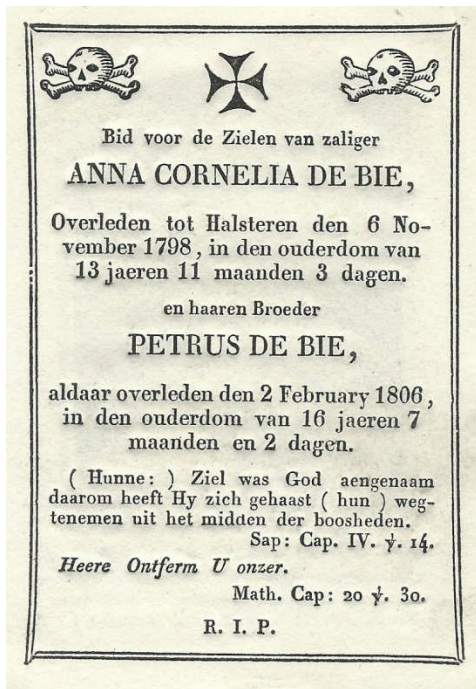 Bid voor de Zielen van zaliger
ANNA CORNELIA DE BIE,
Overleden tot Halsteren den 6 No-
vember 1798, in den ouderdom van
13 jaeren 11 maanden 3 dagen.
en haaren Broeder
PETRUS DE BIE,
aldaar overleden den 2 February 1806,
in den ouderdom van 16 jaeren 7
maanden en 2 dagen.
( Hunne: ) Ziel was God aengenaam
daarom heeft Hy zich gehaast ( hun ) weg-
tenemen uit het midden der boosheden.
Sap: Cap. IV. ℣. 14.
Heere Ontferm U onzer.
Math. Cap: 20 ℣. 30.
R. I. P.